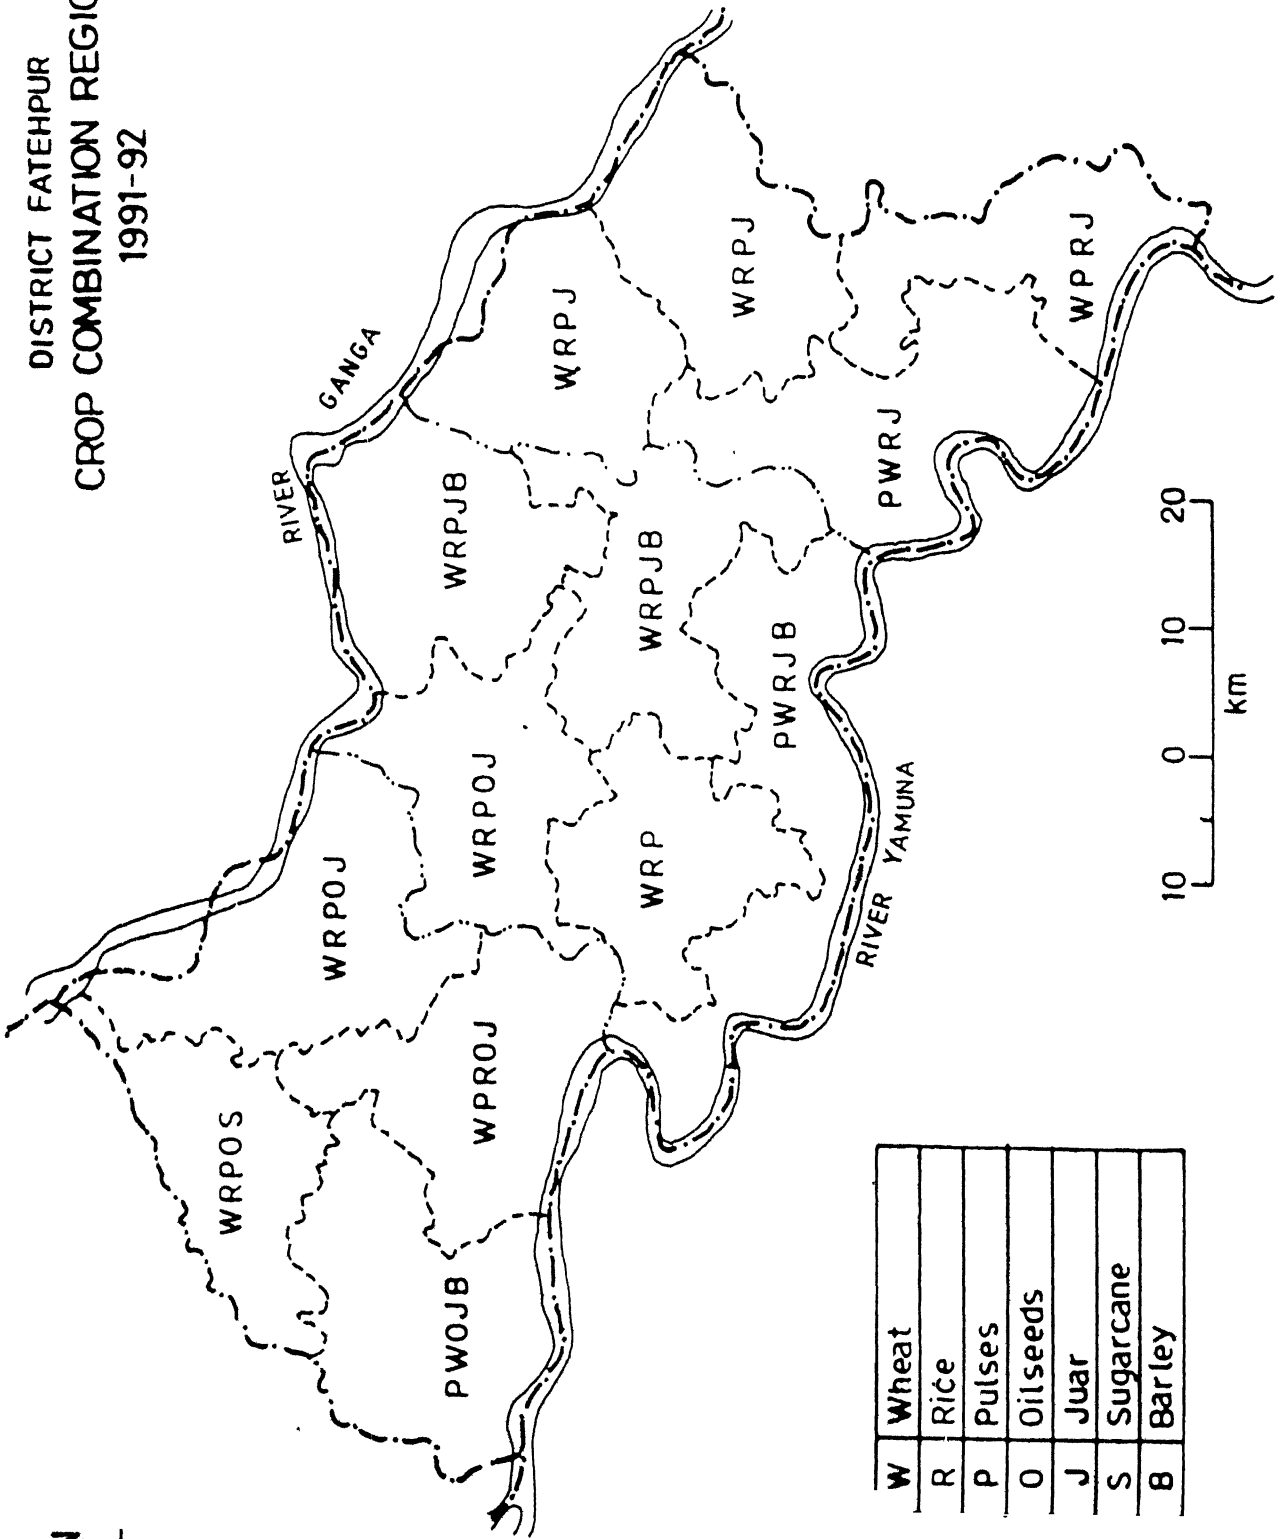 DISTRICT FATEHPUR
CROP COMBINATION
1991-92
N
RIVER GANGA
WRPOS
WRPOJ
PWOJB
WPROJ
WRPOJ
WRPJB
WRPJ
WRP
WRPJB
WRPJ
PWRJB
PWRJ
WPRJ
RIVER YAMUNA
10 0 10 20
km
W Wheat
R Rice
P Pulses
O Oilseeds
J Juar
S Sugarcane
B Barley